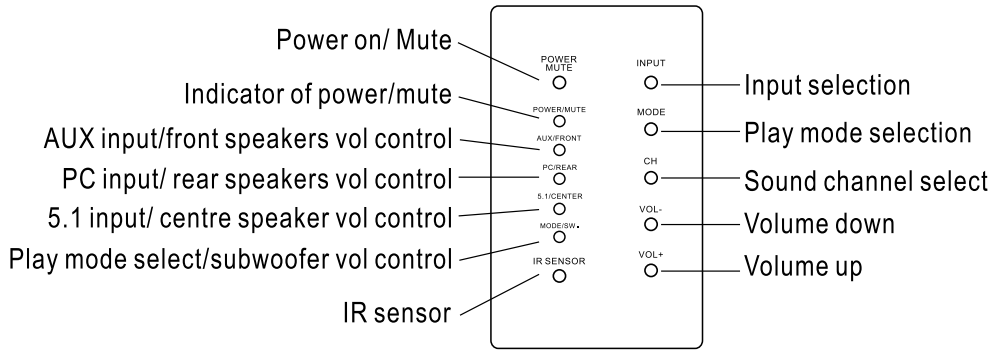 Power on/ Mute
Indicator of power/mute
AUX input/front speakers vol control
PC input/ rear speakers vol control
5.1 input/ centre speaker vol control
Play mode select/subwoofer vol control
IR sensor
POWER
MUTE
POWER/MUTE
AUX/FRONT
PC/REAR
5.1/CENTER
MODE/SW.
IR SENSOR
INPUT
MODE
CH
VOL-
VOL+
Input selection
Play mode selection
Sound channel select
Volume down
Volume up